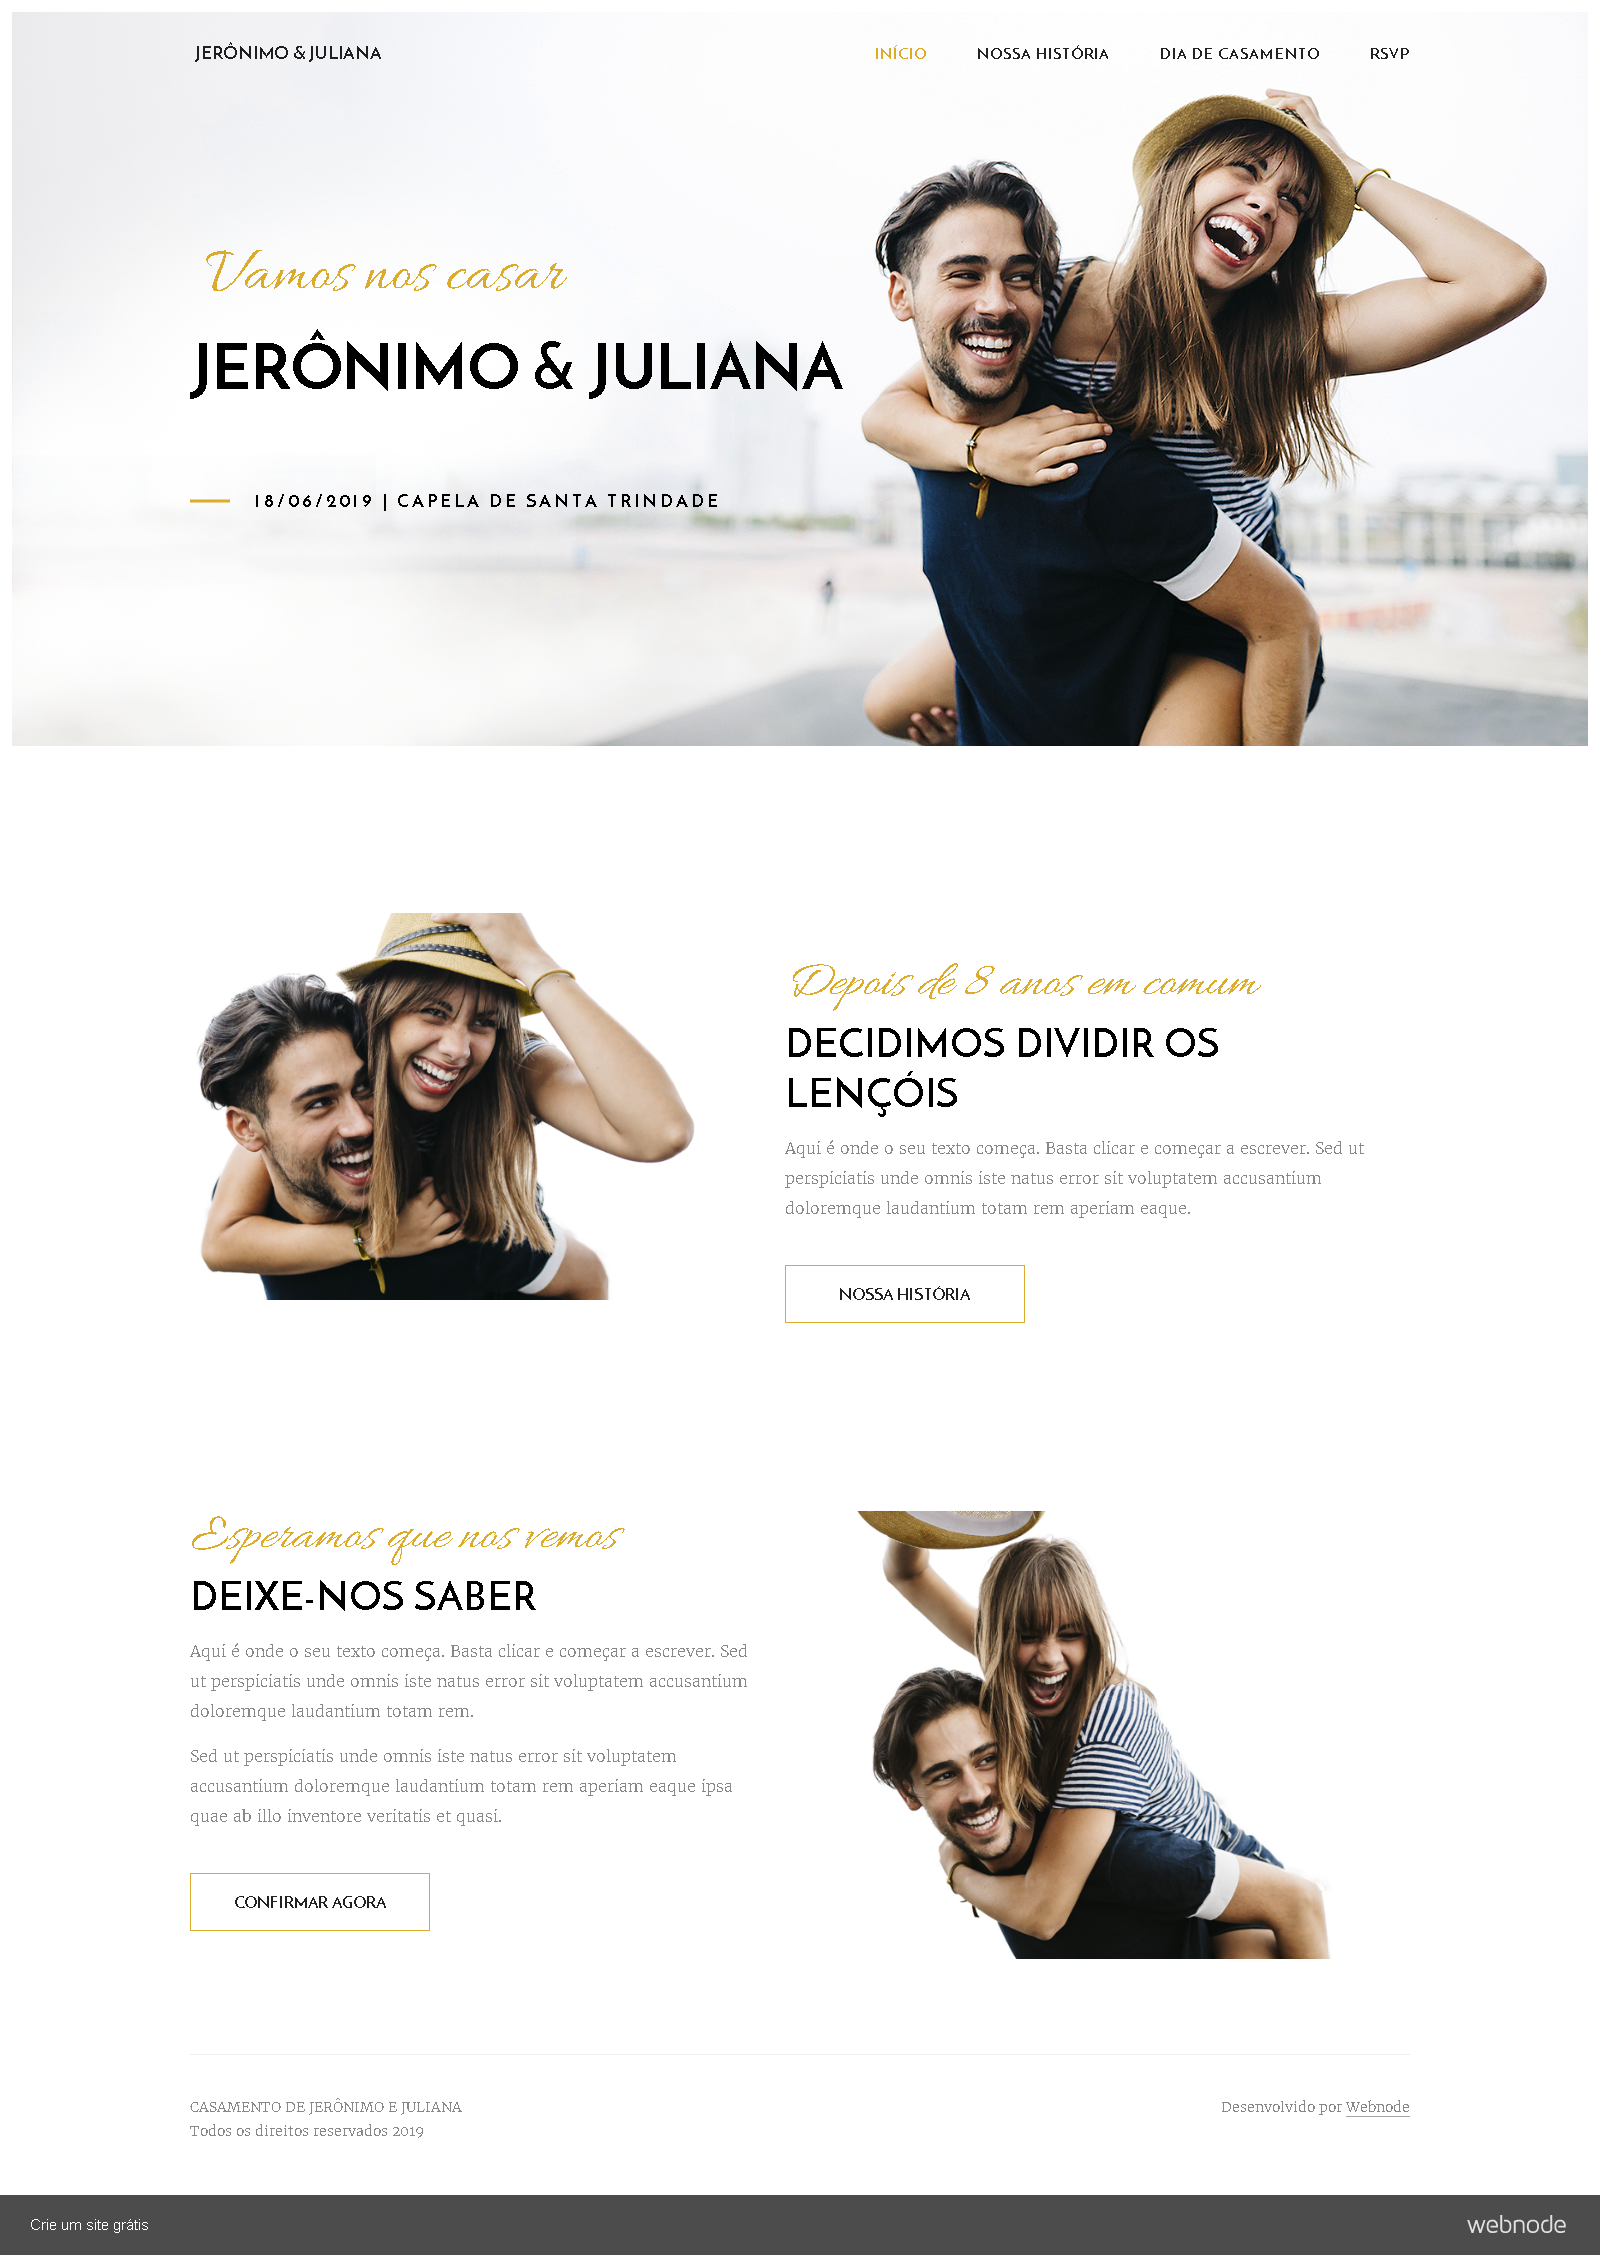 JERÔNIMO & JULIANA
INÍCIO NOSSA HISTÓRIA DIA DE CASAMENTO RSVP
Vamos nos casar
JERÔNIMO & JULIANA
18/06/2019 | CAPELA DE SANTA TRINDADE
Depois de 8 anos em comum
DECIDIMOS DIVIDIR OS
LENÇÓIS
Aqui é onde o seu texto começa. Basta clicar e começar a escrever. Sed ut
perspiciatis unde omnis iste natus error sit voluptatem accusantium
doloremque laudantium totam rem aperiam eaque.
NOSSA HISTÓRIA
Esperamos que nos vemos
DEIXE-NOS SABER
Aqui é onde o seu texto começa. Basta clicar e começar a escrever. Sed
ut perspiciatis unde omnis iste natus error sit voluptatem accusantium
doloremque laudantium totam rem.
Sed ut perspiciatis unde omnis iste natus error sit voluptatem
accusantium doloremque laudantium totam rem aperiam eaque ipsa
quae ab illo inventore veritatis et quasi.
CONFIRMAR AGORA
CASAMENTO DE JERÔNIMO E JULIANA
Todos os direitos reservados 2019
Desenvolvido por Webnode
Crie um site grátis
webnode